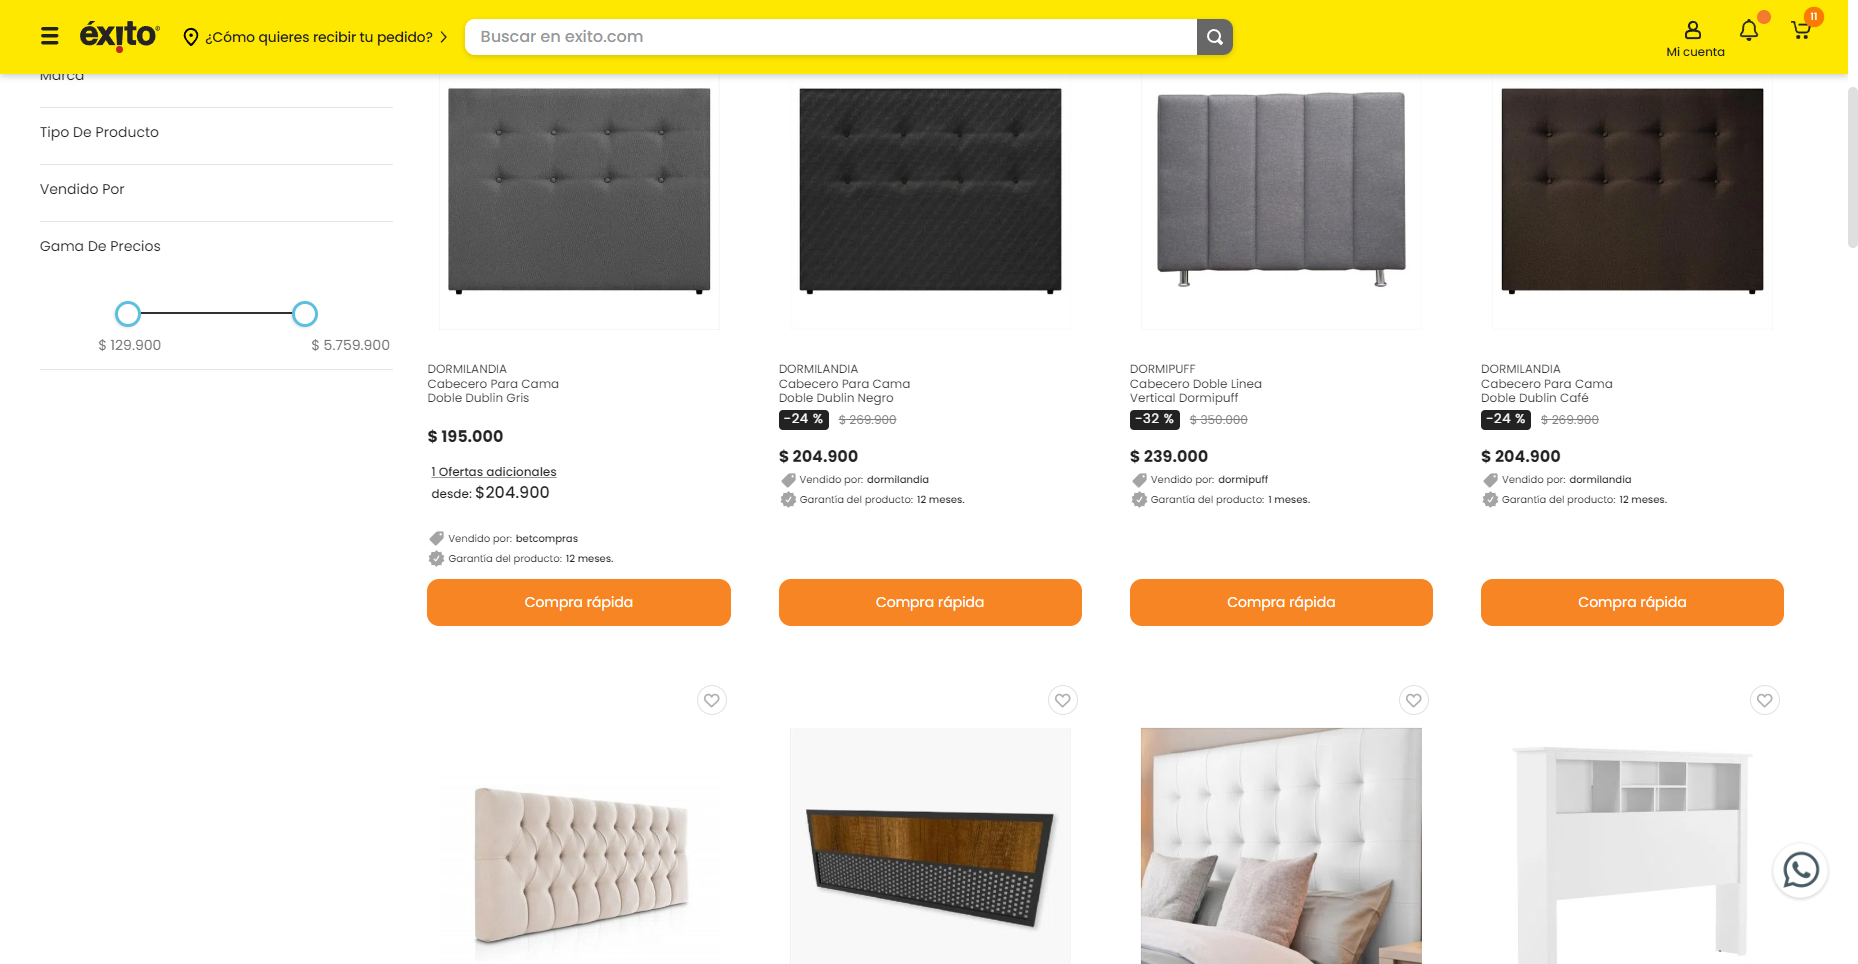 éxito
¿Cómo quieres recibir tu pedido?
Buscar en exito.com
Mi cuenta
11
Marca
Tipo De Producto
Vendido Por
Gama De Precios
$ 129.900
$ 5.759.900
DORMILANDIA
Cabecero Para Cama
Doble Dublin Gris
$ 195.000
1 Ofertas adicionales
desde: $204.900
Vendido por: betcompras
Garantía del producto: 12 meses.
Compra rápida
DORMILANDIA
Cabecero Para Cama
Doble Dublin Negro
-24 % $ 269.900
$ 204.900
Vendido por: dormilandia
Garantía del producto: 12 meses.
Compra rápida
DORMIPUFF
Cabecero Doble Linea
Vertical Dormipuff
-32 % $ 350.000
$ 239.000
Vendido por: dormipuff
Garantía del producto: 1 meses.
Compra rápida
DORMILANDIA
Cabecero Para Cama
Doble Dublin Café
-24 % $ 269.900
$ 204.900
Vendido por: dormilandia
Garantía del producto: 12 meses.
Compra rápida